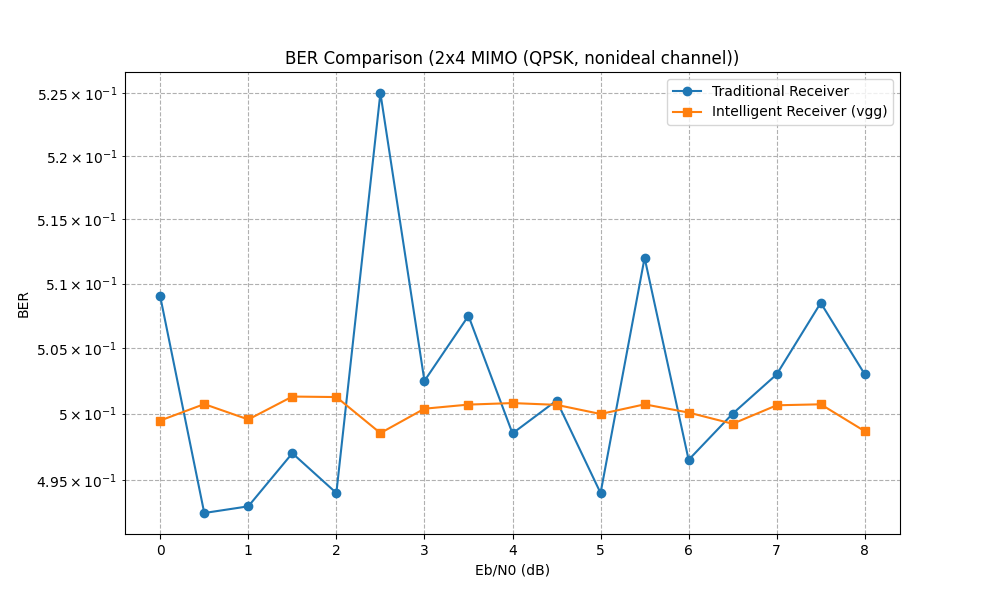 BER Comparison (2x4 MIMO (QPSK, nonideal channel))
Traditional Receiver
Intelligent Receiver (vgg)
5.25 × 10⁻¹
5.2 × 10⁻¹
5.15 × 10⁻¹
5.1 × 10⁻¹
5.05 × 10⁻¹
5 × 10⁻¹
4.95 × 10⁻¹
BER
0 1 2 3 4 5 6 7 8
Eb/N0 (dB)